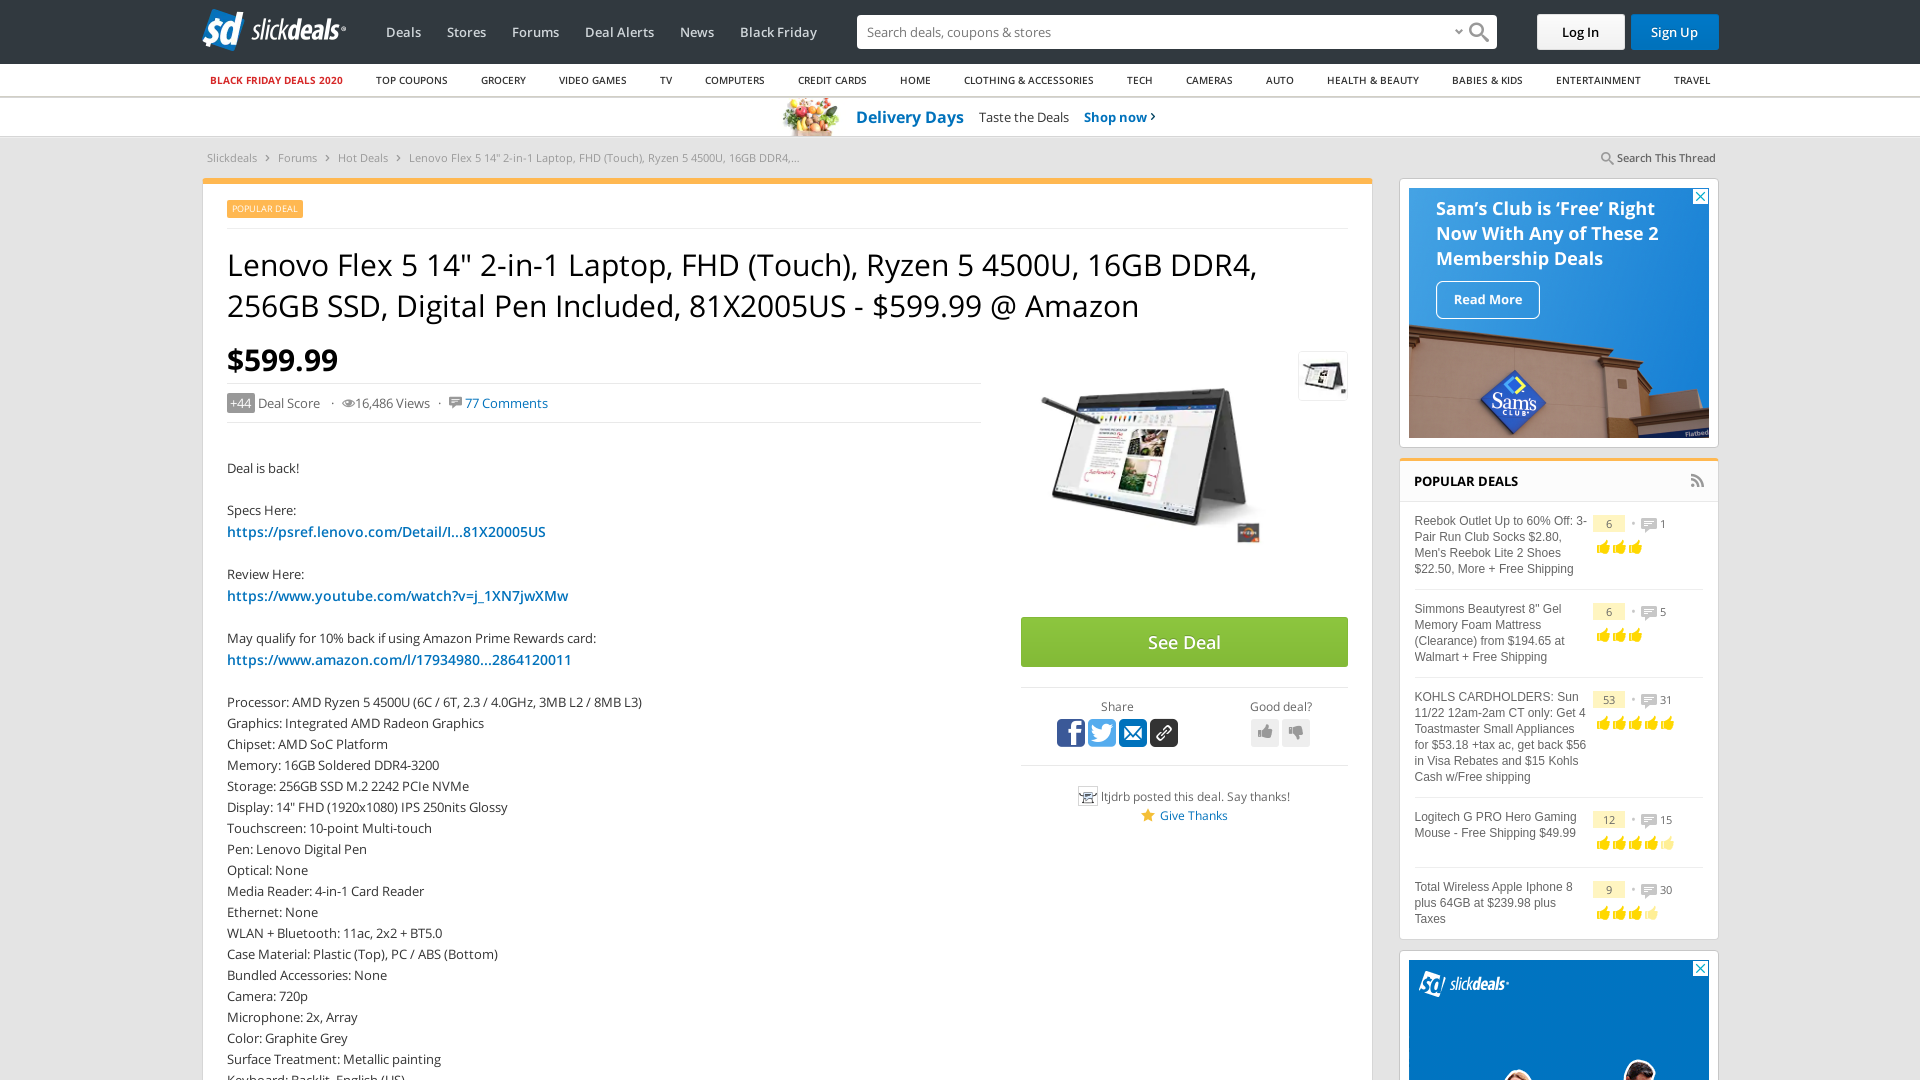 slickdeals
Deals
Stores
Forums
Deal Alerts
News
Black Friday
Search deals, coupons & stores
Log In
Sign Up
BLACK FRIDAY DEALS 2020
TOP COUPONS
GROCERY
VIDEO GAMES
TV
COMPUTERS
CREDIT CARDS
HOME
CLOTHING & ACCESSORIES
TECH
CAMERAS
AUTO
HEALTH & BEAUTY
BABIES & KIDS
ENTERTAINMENT
TRAVEL
Delivery Days Taste the Deals Shop now ›
Slickdeals › Forums › Hot Deals › Lenovo Flex 5 14" 2-in-1 Laptop, FHD (Touch), Ryzen 5 4500U, 16GB DDR4,...
Search This Thread
POPULAR DEAL
Lenovo Flex 5 14" 2-in-1 Laptop, FHD (Touch), Ryzen 5 4500U, 16GB DDR4,
256GB SSD, Digital Pen Included, 81X2005US - $599.99 @ Amazon
$599.99
+44 Deal Score · 16,486 Views · 77 Comments
Deal is back!
Specs Here:
https://psref.lenovo.com/Detail/I...81X20005US
Review Here:
https://www.youtube.com/watch?v=j_1XN7jwXMw
May qualify for 10% back if using Amazon Prime Rewards card:
https://www.amazon.com/l/17934980...2864120011
Processor: AMD Ryzen 5 4500U (6C / 6T, 2.3 / 4.0GHz, 3MB L2 / 8MB L3)
Graphics: Integrated AMD Radeon Graphics
Chipset: AMD SoC Platform
Memory: 16GB Soldered DDR4-3200
Storage: 256GB SSD M.2 2242 PCIe NVMe
Display: 14" FHD (1920x1080) IPS 250nits Glossy
Touchscreen: 10-point Multi-touch
Pen: Lenovo Digital Pen
Optical: None
Media Reader: 4-in-1 Card Reader
Ethernet: None
WLAN + Bluetooth: 11ac, 2x2 + BT5.0
Case Material: Plastic (Top), PC / ABS (Bottom)
Bundled Accessories: None
Camera: 720p
Microphone: 2x, Array
Color: Graphite Grey
Surface Treatment: Metallic painting
Keyboard: Backlit, English (US)
See Deal
Share
Good deal?
ltjdrb posted this deal. Say thanks!
Give Thanks
Sam's Club is 'Free' Right
Now With Any of These 2
Membership Deals
Read More
Sam's
CLUB
Flatbed
POPULAR DEALS
Reebok Outlet Up to 60% Off: 3-
Pair Run Club Socks $2.80,
Men's Reebok Lite 2 Shoes
$22.50, More + Free Shipping
6 • 1
Simmons Beautyrest 8" Gel
Memory Foam Mattress
(Clearance) from $194.65 at
Walmart + Free Shipping
6 • 5
KOHLS CARDHOLDERS: Sun
11/22 12am-2am CT only: Get 4
Toastmaster Small Appliances
for $53.18 +tax ac, get back $56
in Visa Rebates and $15 Kohls
Cash w/Free shipping
53 • 31
Logitech G PRO Hero Gaming
Mouse - Free Shipping $49.99
12 • 15
Total Wireless Apple Iphone 8
plus 64GB at $239.98 plus
Taxes
9 • 30
slickdeals